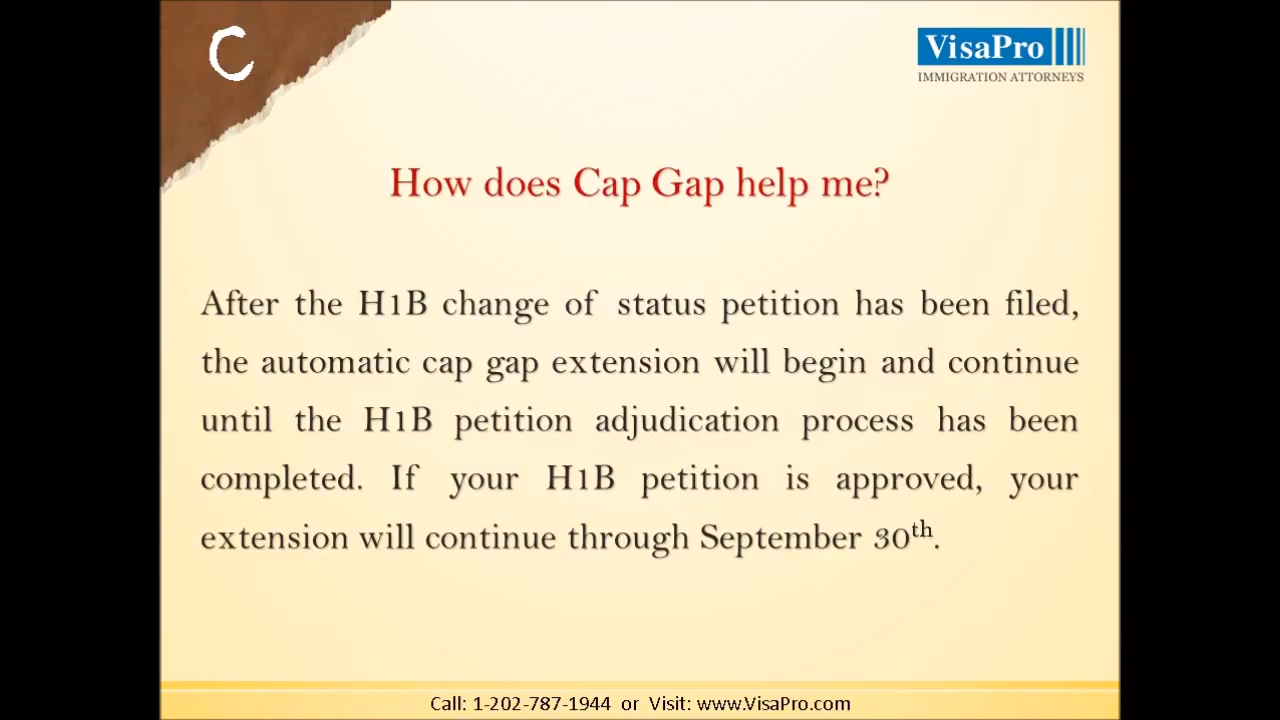 C
VisaPro
IMMIGRATION ATTORNEYS
How does Cap Gap help me?
After the H1B change of status petition has been filed,
the automatic cap gap extension will begin and continue
until the H1B petition adjudication process has been
completed. If your H1B petition is approved, your
extension will continue through September 30th.
Call: 1-202-787-1944 or Visit: www.VisaPro.com